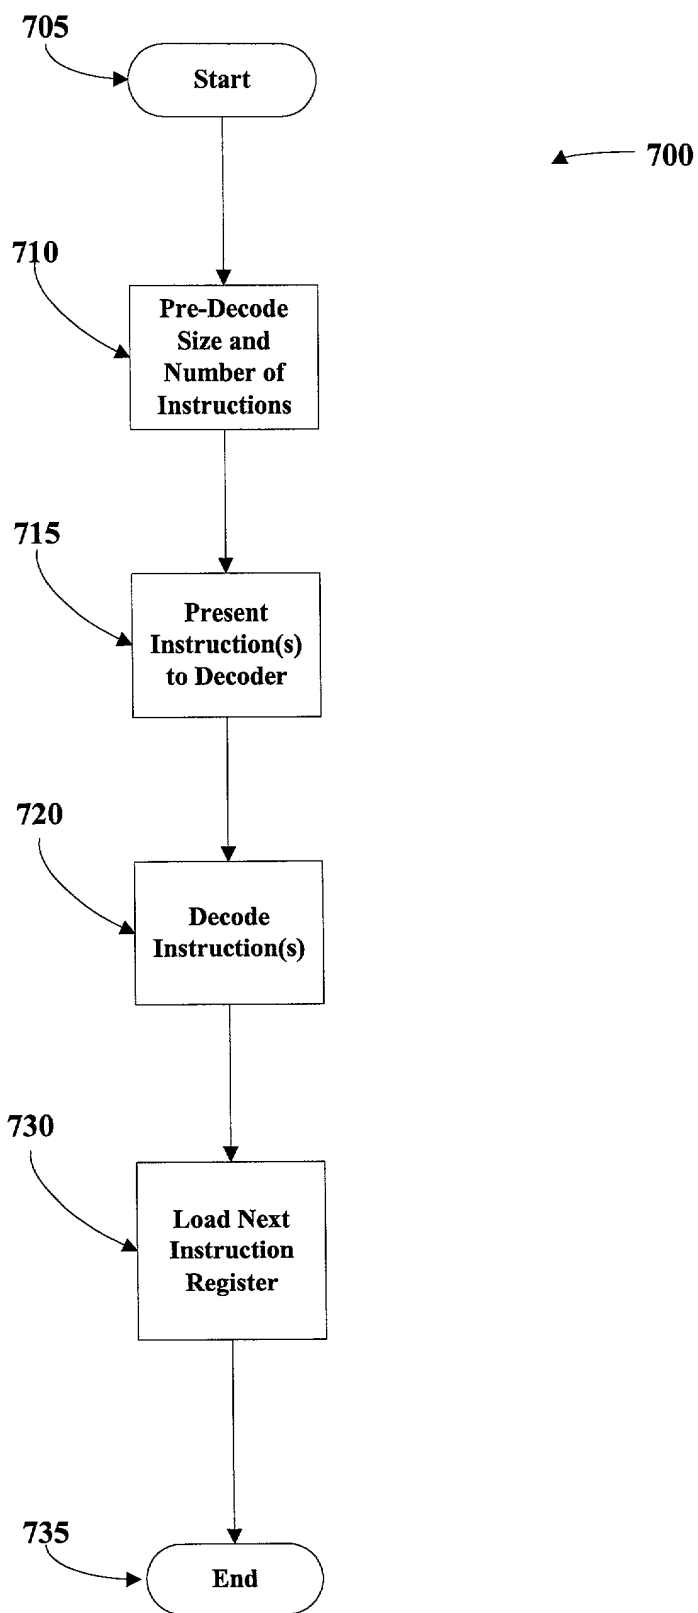 705
Start
700
710
Pre-Decode
Size and
Number of
Instructions
715
Present
Instruction(s)
to Decoder
720
Decode
Instruction(s)
730
Load Next
Instruction
Register
735
End